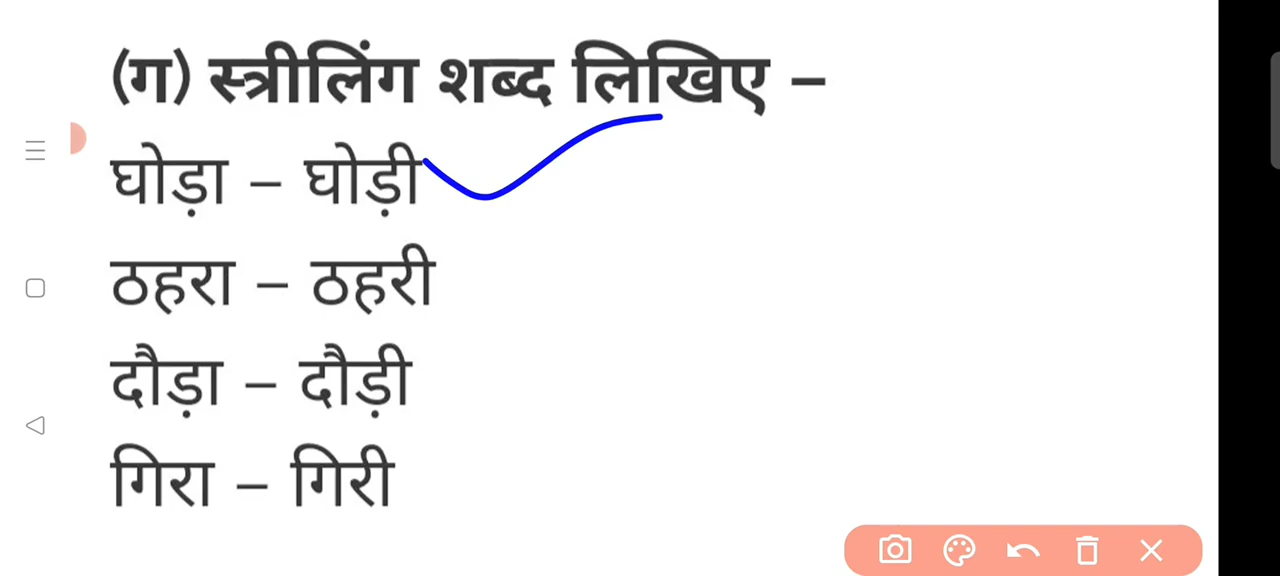 (ग) स्त्रीलिंग शब्द लिखिए –
घोड़ा – घोड़ी
ठहरा – ठहरी
दौड़ा – दौड़ी
गिरा – गिरी